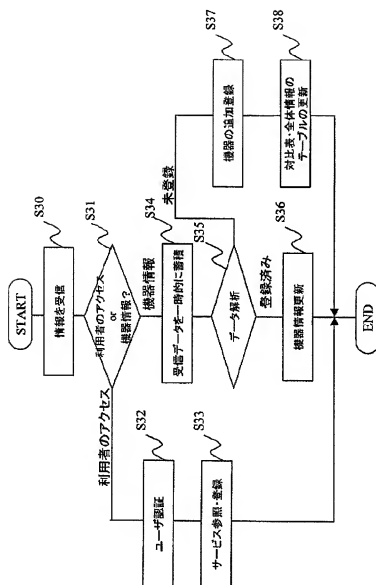 START
S30
情報を受信
S31
利用者のアクセス
or
機器情報?
利用者のアクセス
機器情報
S32
ユーザ認証
S33
サービス参照・登録
S34
受信データを一時的に蓄積
S35
データ解析
未登録
登録済み
S36
機器情報更新
S37
機器の追加登録
S38
対比表・全体情報の
テーブルの更新
END